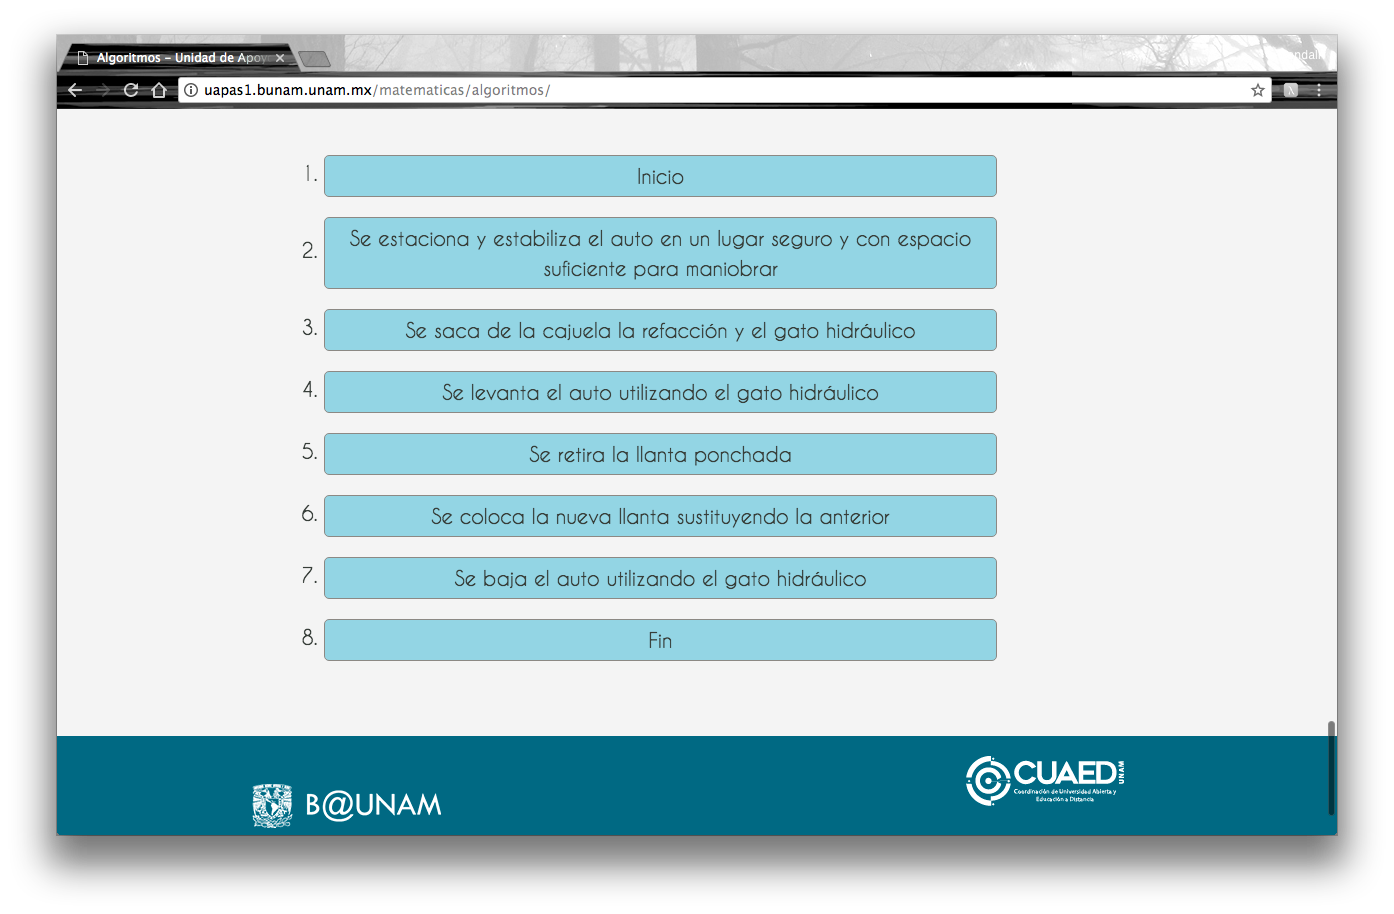 Algoritmos – Unidad de Apoy
uapas1.bunam.unam.mx/matematicas/algoritmos/
1. Inicio
2. Se estaciona y estabiliza el auto en un lugar seguro y con espacio
suficiente para maniobrar
3. Se saca de la cajuela la refacción y el gato hidráulico
4. Se levanta el auto utilizando el gato hidráulico
5. Se retira la llanta ponchada
6. Se coloca la nueva llanta sustituyendo la anterior
7. Se baja el auto utilizando el gato hidráulico
8. Fin
B@UNAM
CUAED UNAM
Coordinación de Universidad Abierta y
Educación a Distancia